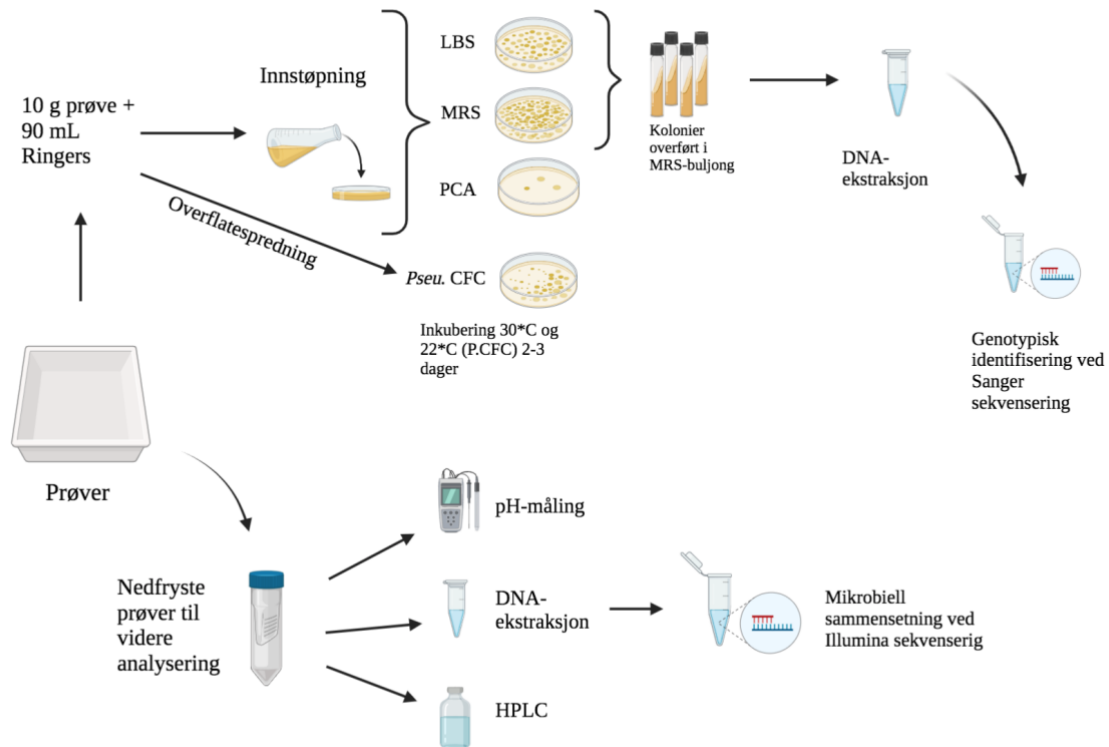 10 g prøve +
90 mL
Ringers
Innstøpning
Overflatespredning
LBS
MRS
PCA
Pseu. CFC
Inkubering 30*C og
22*C (P.CFC) 2-3
dager
Kolonier
overført i
MRS-buljong
DNA-
ekstraksjon
Genotypisk
identifisering ved
Sanger
sekvensering
Prøver
Nedfryste
prøver til
videre
analysering
pH-måling
DNA-
ekstraksjon
HPLC
Mikrobiell
sammensetning ved
Illumina sekvenserig